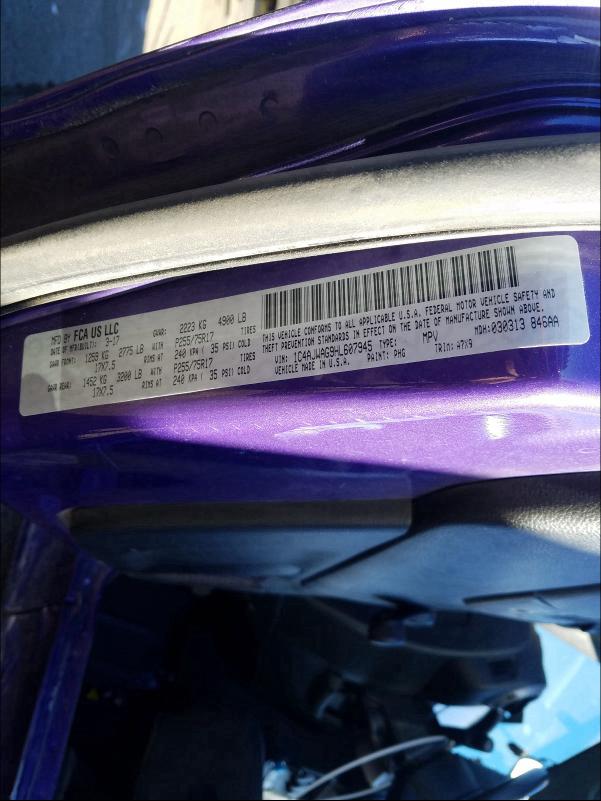 MFD BY FCA US LLC GVWR: 2223 KG 4900 LB
DATE OF MFR/BUILT: 3-17
GAWR FRONT: 1259 KG 2775 LB WITH P255/75R17 TIRES
17X7.5 RIMS AT 240 KPA ( 35 PSI) COLD
GAWR REAR: 1452 KG 3200 LB WITH P255/75R17 TIRES
17X7.5 RIMS AT 240 KPA ( 35 PSI) COLD
THIS VEHICLE CONFORMS TO ALL APPLICABLE U.S.A. FEDERAL MOTOR VEHICLE SAFETY AND
THEFT PREVENTION STANDARDS IN EFFECT ON THE DATE OF MANUFACTURE SHOWN ABOVE.
VIN: 1C4AJWAG9HL607945 TYPE: MPV MDH: 030313 846AA
MADE IN U.S.A. PAINT: PHG TRIM: A7X9